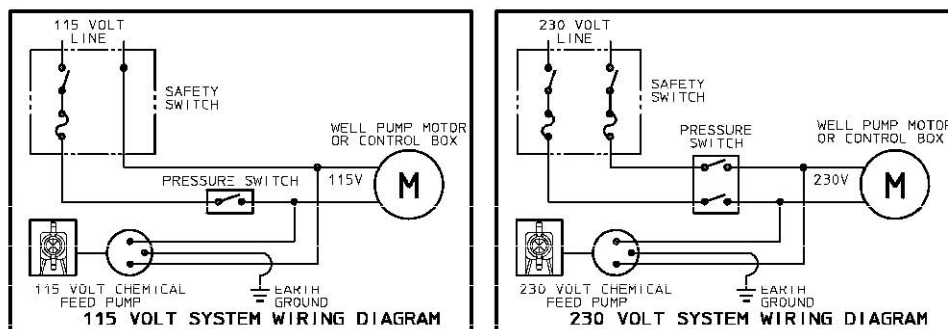 115 VOLT
LINE
SAFETY
SWITCH
WELL PUMP MOTOR
OR CONTROL BOX
PRESSURE SWITCH
115V
M
115 VOLT CHEMICAL
FEED PUMP
EARTH
GROUND
115 VOLT SYSTEM WIRING DIAGRAM
230 VOLT
LINE
SAFETY
SWITCH
PRESSURE
SWITCH
WELL PUMP MOTOR
OR CONTROL BOX
230V
M
230 VOLT CHEMICAL
FEED PUMP
EARTH
GROUND
230 VOLT SYSTEM WIRING DIAGRAM